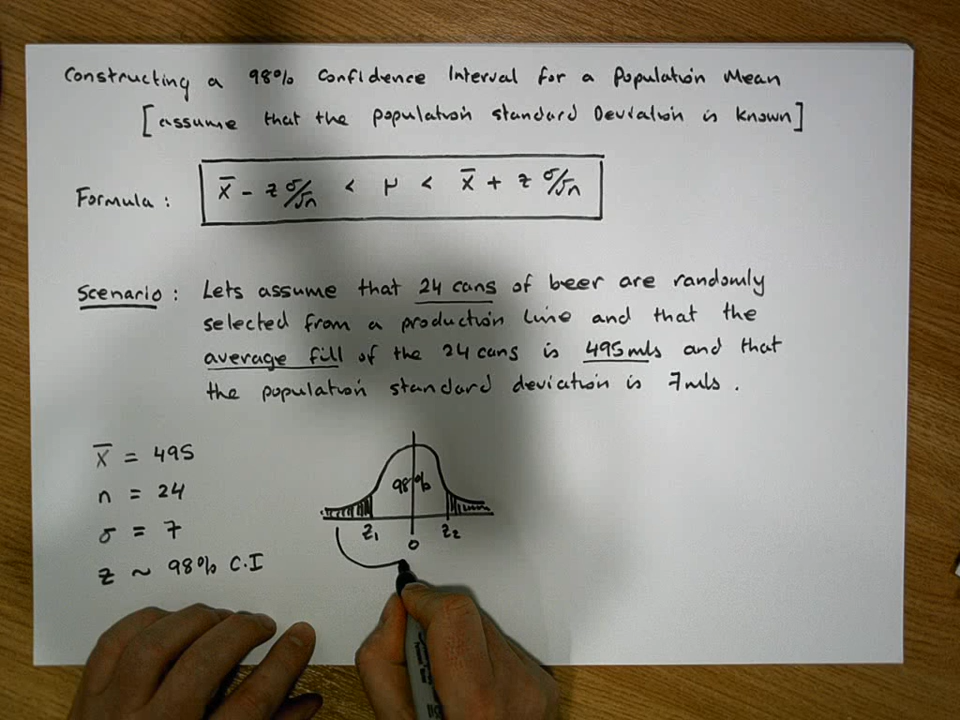 Constructing a 98% Confidence Interval for a Population Mean
[assume that the population standard Deviation is known]
Formula: x̄ - z σ/√n < μ < x̄ + z σ/√n
Scenario: Lets assume that 24 cans of beer are randomly
selected from a production line and that the
average fill of the 24 cans is 495mls and that
the population standard deviation is 7mls.
x̄ = 495
n = 24
σ = 7
z ~ 98% C.I
98%
z₁ 0 z₂